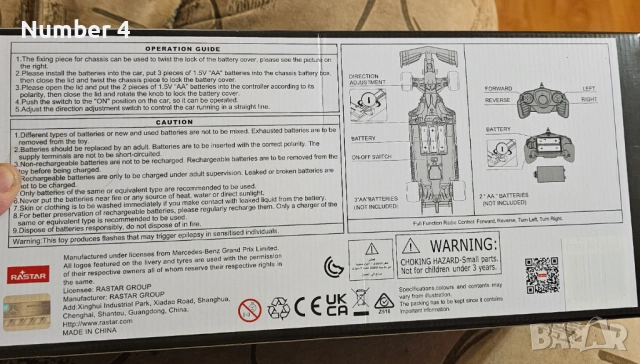 Number 4
OPERATION GUIDE
1.The fixing piece for chassis can be used to twist the lock of the battery cover, please see the picture on
the right.
2.Please install the batteries into the car, put 3 pieces of 1.5V "AA" batteries into the chassis battery box,
then close the lid and twist the chassis piece to lock the battery cover.
3.Please open the lid and put the 2 pieces of 1.5V "AA" batteries into the controller according to its
polarity, then close the lid and rotate the knob to lock the battery cover.
4.Push the switch to the "ON" position on the car, so it can be operated.
5.Adjust the direction adjustment switch to control the car running in a straight line.
CAUTION
1.Different types of batteries or new and used batteries are not to be mixed. Exhausted batteries are to be
removed from the toy.
2.Batteries should be replaced by an adult. Batteries are to be inserted with the correct polarity. The
supply terminals are not to be short-circuited.
3.Non-rechargeable batteries are not to be recharged. Rechargeable batteries are to be removed from the
toy before being charged.
Rechargeable batteries are only to be charged under adult supervision. Leaked or broken batteries are
not to be charged.
Only batteries of the same or equivalent type are recommended to be used.
6.Never put the batteries near fire or any source of heat, water or direct sunlight.
7.Skin or clothing is to be washed immediately if you make contact with leaked liquid from the battery.
8.For better preservation of rechargeable batteries, please regularly recharge them. Only a charger of the
same or equivalent type is recommended to be used.
9.Dispose of batteries responsibly, do not dispose of in fire.
Warning:This toy produces flashes that may trigger epilepsy in sensitised individuals.
DIRECTION
ADJUSTMENT
BATTERY
ON-OFF SWITCH
3"AA"BATTERIES
(NOT INCLUDED)
FORWARD
REVERSE
LEFT
RIGHT
BATTERY
2 " AA " BATTERIES
(NOT INCLUDED)
Full Function Radio Control: Forward, Reverse, Turn Left, Turn Right.
RASTAR
Manufactured under licenses from Mercedes-Benz Grand Prix Limited.
All logos featured on the livery and tyres are used with the permission
of their respective owners all of whom reserve their respective rights in
the same.
Licensee: RASTAR GROUP
Manufacturer: RASTAR GROUP
Add:Xinghui Industrial Park, Xiadao Road, Shanghua,
Chenghai, Shantou, Guangdong, China.
Http://www.rastar.com
MADE IN CHINA
0-3
CE
UK
CA
Z516
WARNING:
CHOKING HAZARD-Small parts.
Not for children under 3 years.
Specifications,colours and contents may
vary from illustration.
The packing has to be kept since it contains
important information.
bazar